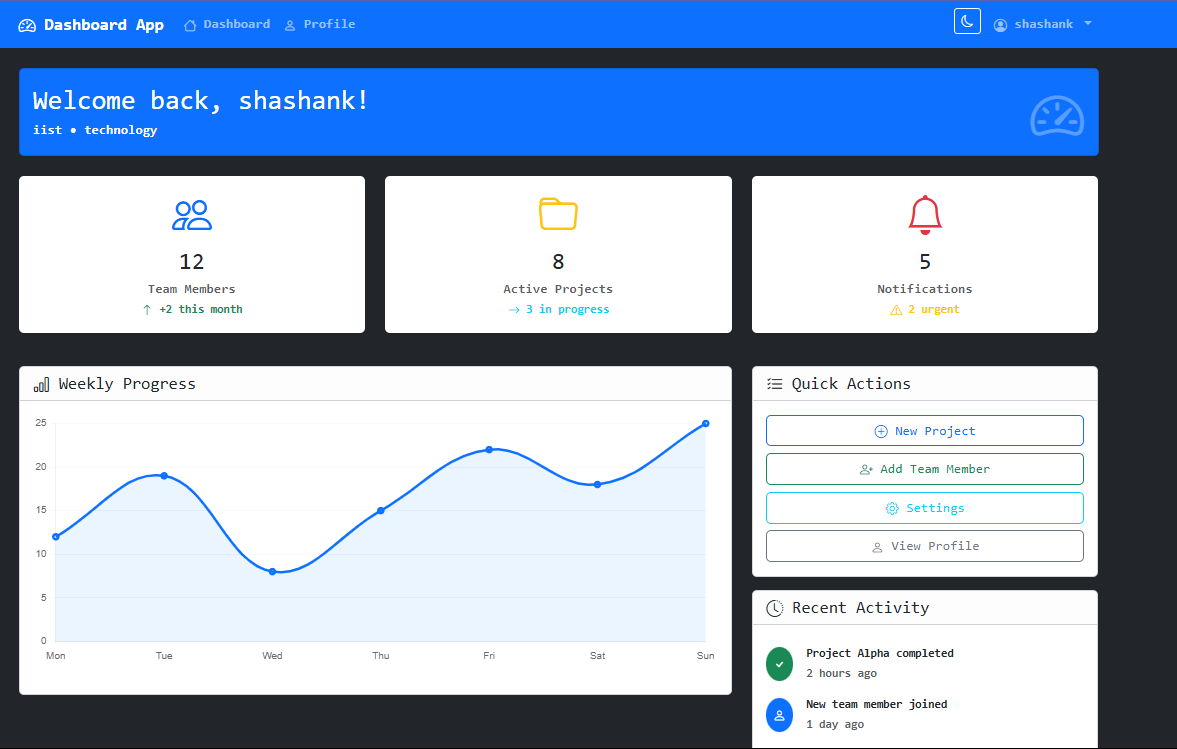 Dashboard App Dashboard Profile shashank
Welcome back, shashank!
iist • technology
12
Team Members
+2 this month
8
Active Projects
3 in progress
5
Notifications
2 urgent
Weekly Progress
25
20
15
10
5
0
Mon Tue Wed Thu Fri Sat Sun
Quick Actions
New Project
Add Team Member
Settings
View Profile
Recent Activity
Project Alpha completed
2 hours ago
New team member joined
1 day ago